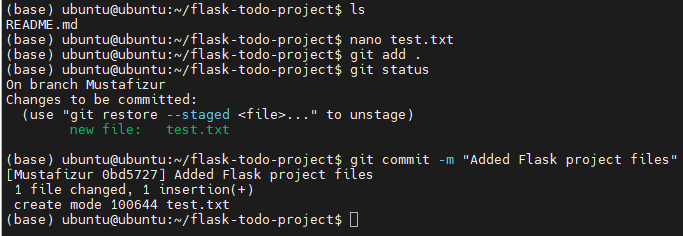 (base) ubuntu@ubuntu:~/flask-todo-project$ ls
README.md
(base) ubuntu@ubuntu:~/flask-todo-project$ nano test.txt
(base) ubuntu@ubuntu:~/flask-todo-project$ git add .
(base) ubuntu@ubuntu:~/flask-todo-project$ git status
On branch Mustafizur
Changes to be committed:
  (use "git restore --staged <file>..." to unstage)
        new file:   test.txt

(base) ubuntu@ubuntu:~/flask-todo-project$ git commit -m "Added Flask project files"
[Mustafizur 0bd5727] Added Flask project files
 1 file changed, 1 insertion(+)
 create mode 100644 test.txt
(base) ubuntu@ubuntu:~/flask-todo-project$